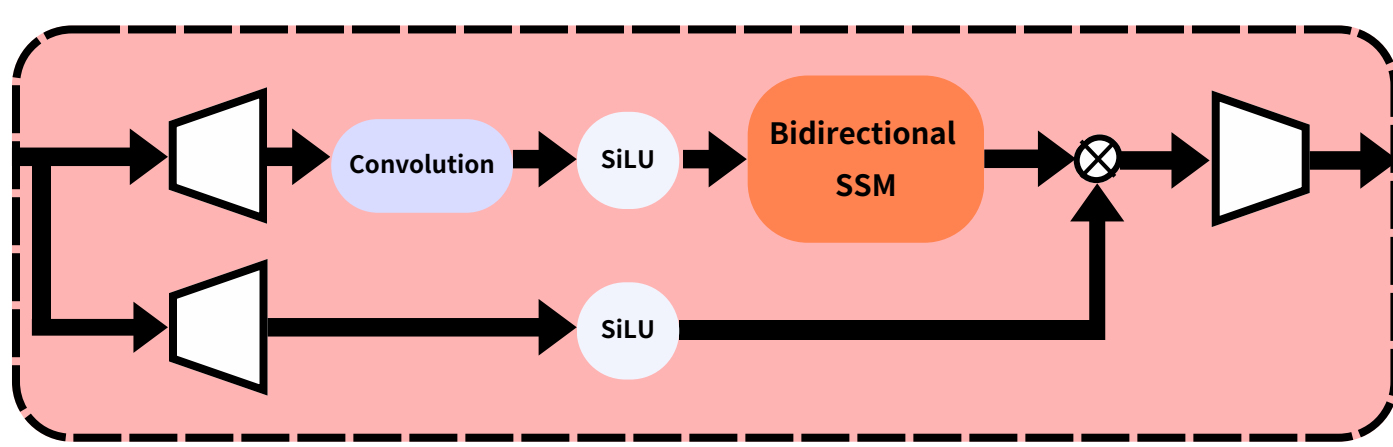 Convolution
SiLU
Bidirectional
SSM
SiLU